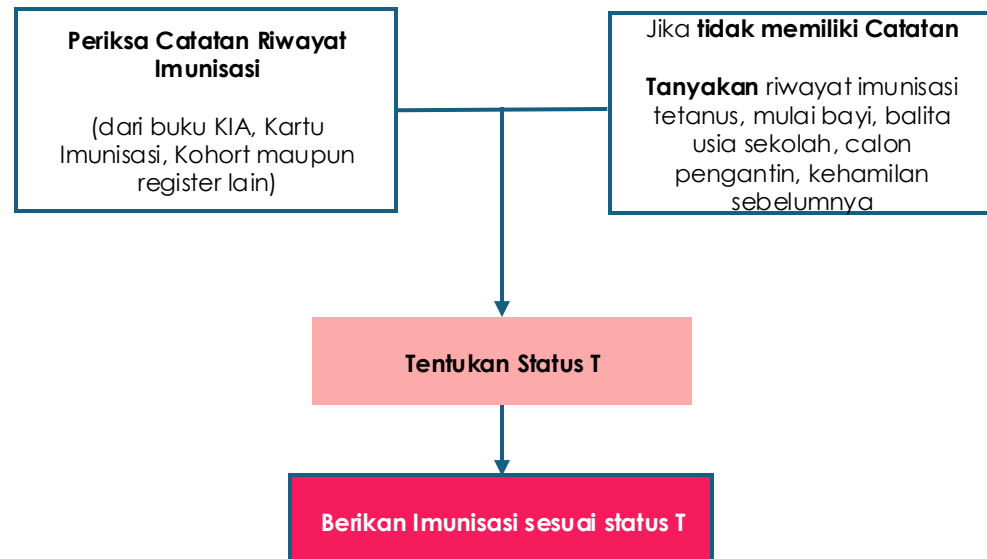 Periksa Catatan Riwayat
Imunisasi
(dari buku KIA, Kartu
Imunisasi, Kohort maupun
register lain)
Jika tidak memiliki Catatan
Tanyakan riwayat imunisasi
tetanus, mulai bayi, balita
usia sekolah, calon
pengantin, kehamilan
sebelumnya
Tentukan Status T
Berikan Imunisasi sesuai status T